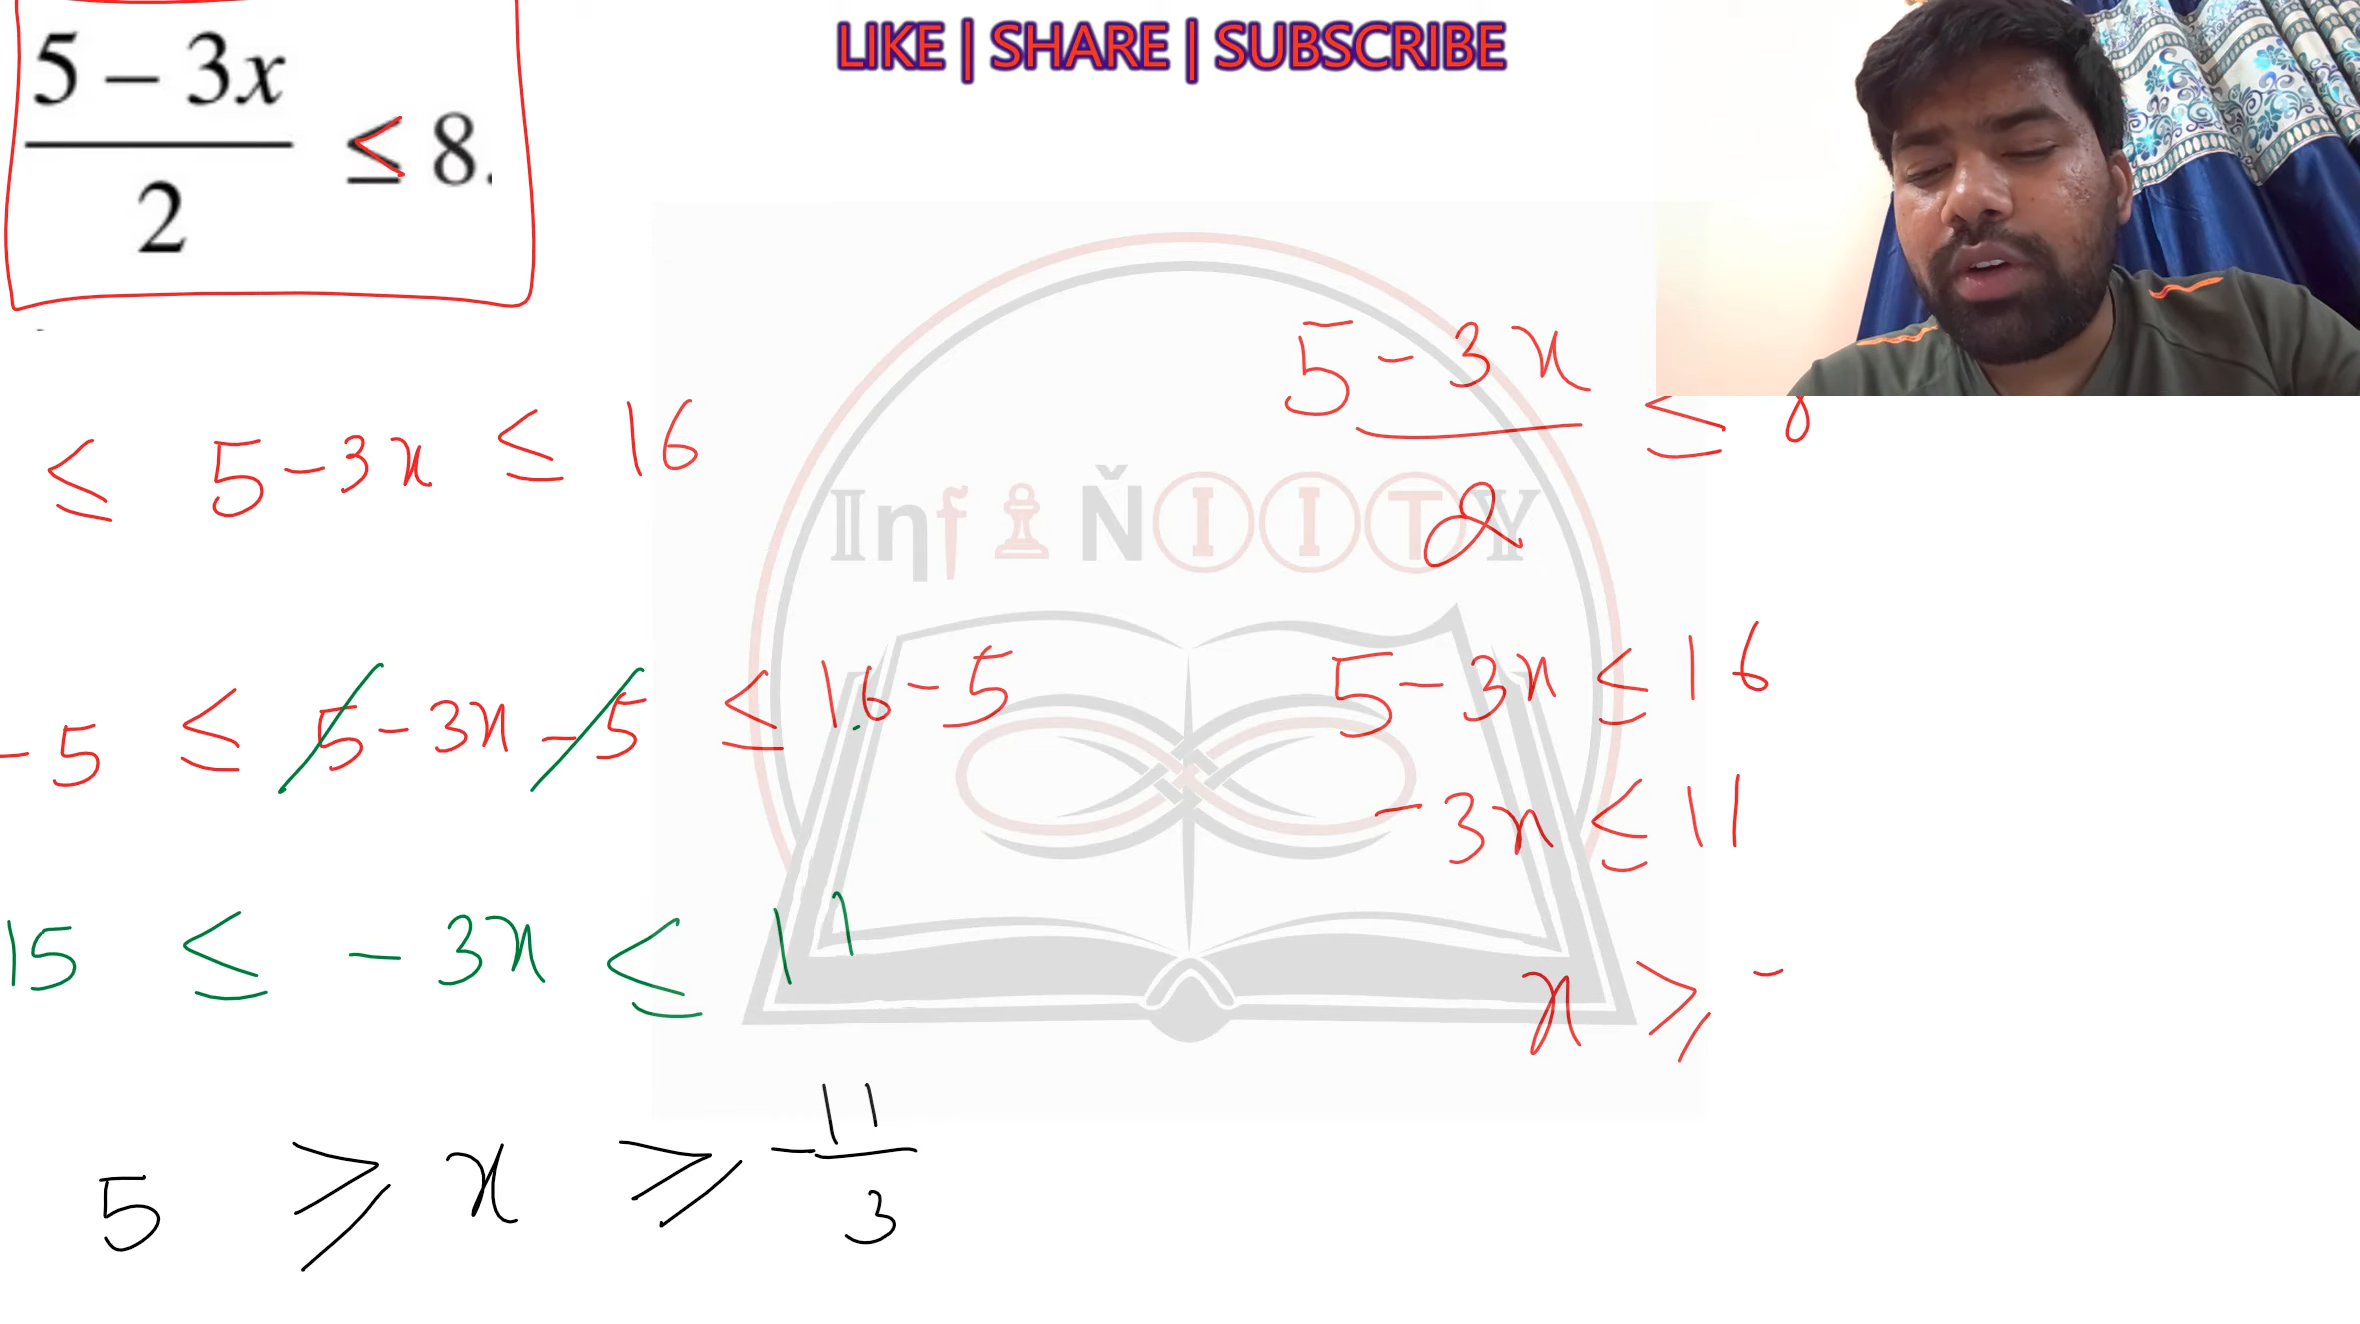 LIKE | SHARE | SUBSCRIBE
5 – 3x
2
≤ 8.
≤ 5 - 3x ≤ 16
- 5 ≤ 5 - 3x - 5 ≤ 16 - 5
15 ≤ - 3x ≤ 11
5 ≥ x ≥ - 11
3
5 - 3x
2
≤ 8
InfiŇIITY
5 - 3x ≤ 16
- 3x ≤ 11
x ≥ -